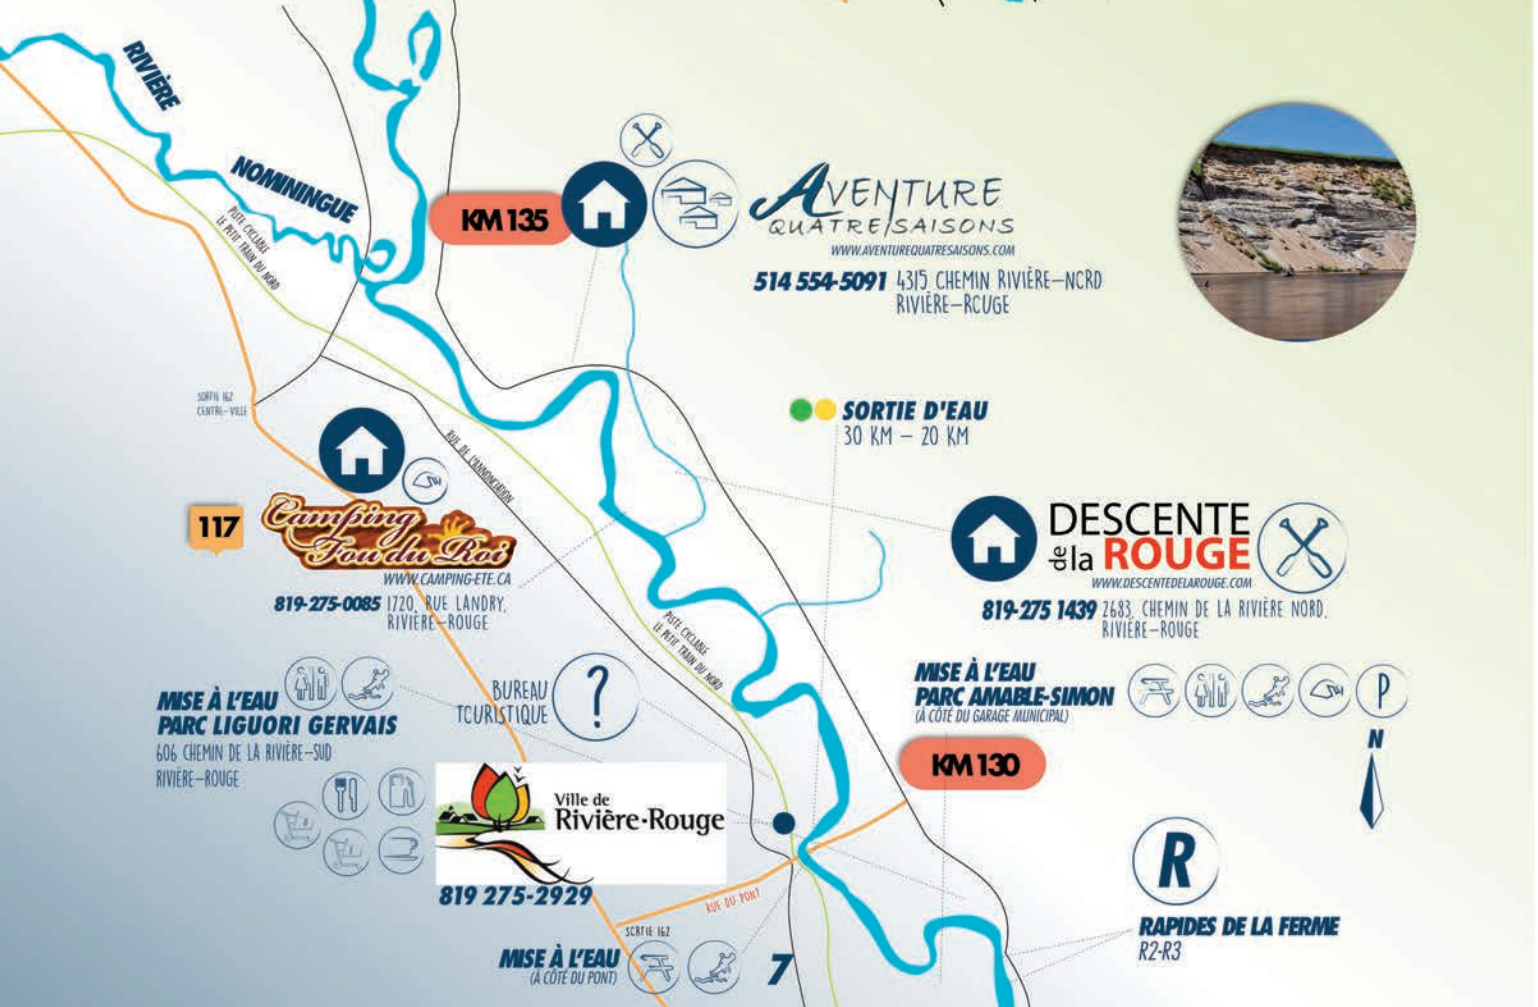 RIVIÈRE
NOMININGUE
PISTE CYCLABLE
LE PETIT TRAIN DU NORD
KM 135
AVENTURE
QUATRE SAISONS
WWW.AVENTUREQUATRESAISONS.COM
514 554-5091 4315 CHEMIN RIVIÈRE-NORD
RIVIÈRE-ROUGE
SORTIE 162
CENTRE-VILLE
RUE DE L'ANNONCIATION
SORTIE D'EAU
30 KM – 20 KM
117
Camping
Fou du Roi
WWW.CAMPING-ETE.CA
819-275-0085 1720, RUE LANDRY,
RIVIÈRE-ROUGE
DESCENTE
de la ROUGE
WWW.DESCENTEDELAROUGE.COM
819-275 1439 2683, CHEMIN DE LA RIVIÈRE NORD,
RIVIÈRE-ROUGE
PISTE CYCLABLE
LE PETIT TRAIN DU NORD
MISE À L'EAU
PARC LIGUORI GERVAIS
606 CHEMIN DE LA RIVIÈRE-SUD
RIVIÈRE-ROUGE
BUREAU
TOURISTIQUE
?
MISE À L'EAU
PARC AMABLE-SIMON
(À CÔTÉ DU GARAGE MUNICIPAL)
P
N
KM 130
Ville de
Rivière-Rouge
819 275-2929
RUE DU PONT
SORTIE 162
MISE À L'EAU
(À CÔTÉ DU PONT)
7
R
RAPIDES DE LA FERME
R2-R3